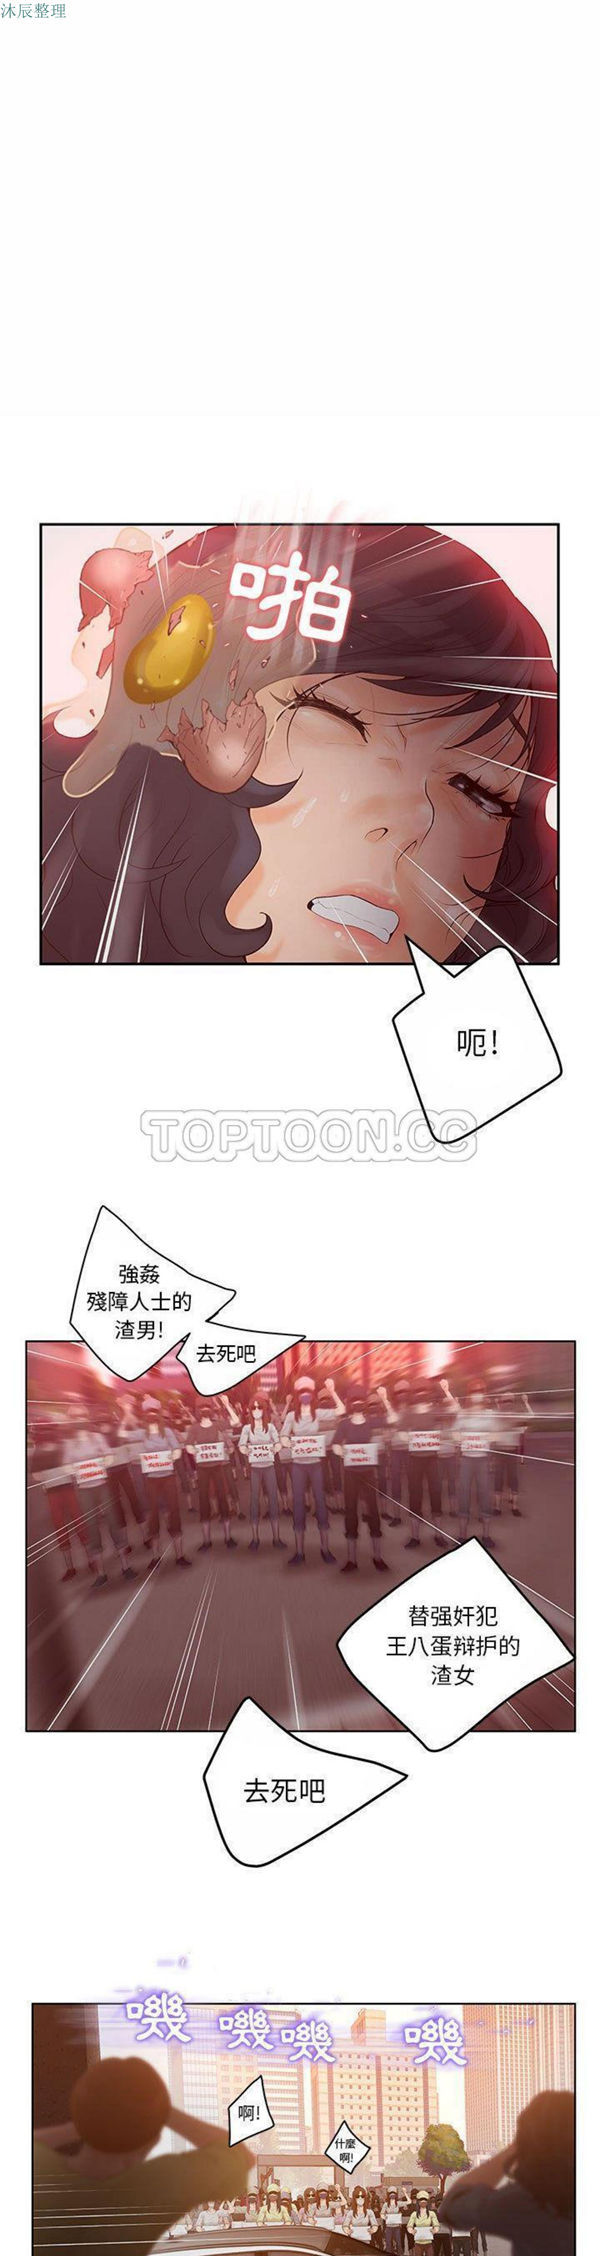 沐辰整理
啪
呃!
TOPTOON.CC
強姦
殘障人士的
渣男!
去死吧
替强奸犯
王八蛋辩护的
渣女
去死吧
嘰 嘰 嘰 嘰
啊!
什麼
啊!